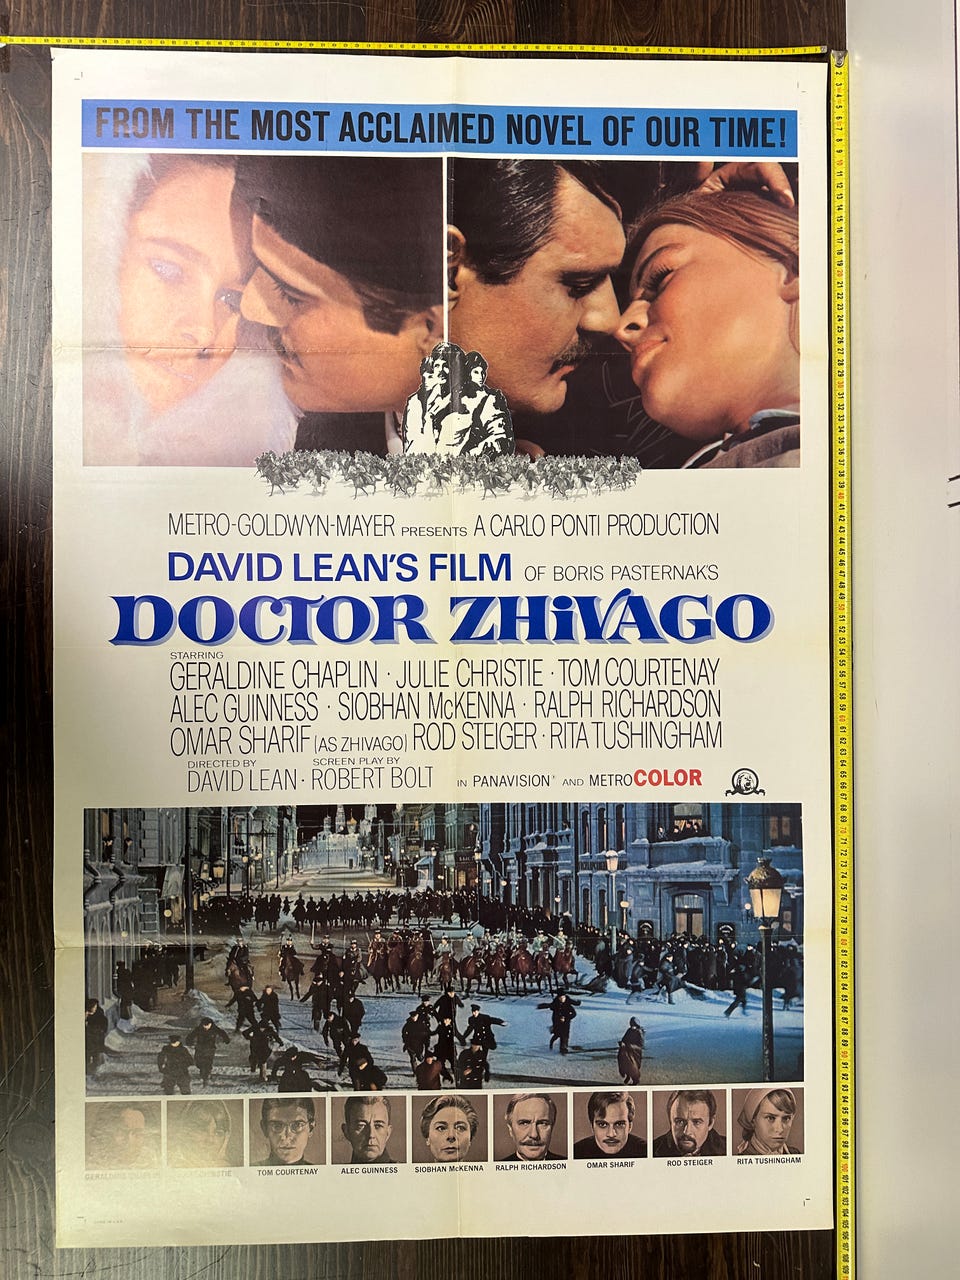 FROM THE MOST ACCLAIMED NOVEL OF OUR TIME!
METRO-GOLDWYN-MAYER PRESENTS A CARLO PONTI PRODUCTION
DAVID LEAN'S FILM OF BORIS PASTERNAK'S
DOCTOR ZHiVAGO
STARRING
GERALDINE CHAPLIN · JULIE CHRISTIE · TOM COURTENAY
ALEC GUINNESS · SIOBHAN McKENNA · RALPH RICHARDSON
OMAR SHARIF (AS ZHIVAGO) ROD STEIGER · RITA TUSHINGHAM
DIRECTED BY SCREEN PLAY BY
DAVID LEAN · ROBERT BOLT IN PANAVISION® AND METROCOLOR
TOM COURTENAY ALEC GUINNESS SIOBHAN McKENNA RALPH RICHARDSON OMAR SHARIF ROD STEIGER RITA TUSHINGHAM